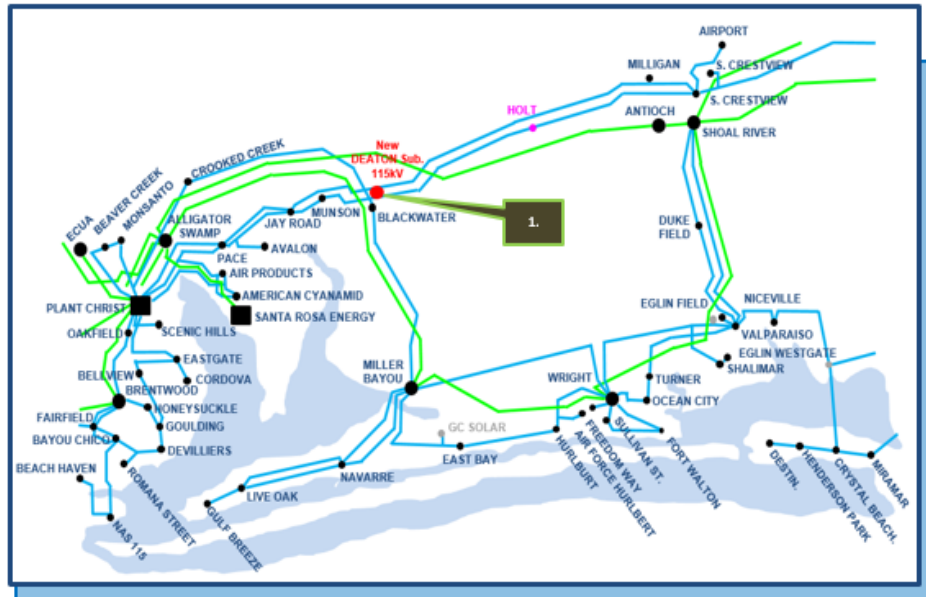 AIRPORT
MILLIGAN
S. CRESTVIEW
S. CRESTVIEW
HOLT
ANTIOCH
SHOAL RIVER
New
DEATON Sub.
115kV
CROOKED CREEK
MONSANTO
BEAVER CREEK
ECUA
ALLIGATOR
SWAMP
JAY ROAD
MUNSON
BLACKWATER
1.
DUKE
FIELD
PACE
AVALON
AIR PRODUCTS
AMERICAN CYANAMID
SANTA ROSA ENERGY
PLANT CHRIST
OAKFIELD
SCENIC HILLS
EGLIN FIELD
NICEVILLE
VALPARAISO
EGLIN WESTGATE
SHALIMAR
EASTGATE
BELLVIEW
CORDOVA
BRENTWOOD
MILLER
BAYOU
WRIGHT
TURNER
OCEAN CITY
HONEYSUCKLE
FAIRFIELD
GOULDING
BAYOU CHICO
DEVILLIERS
GC SOLAR
EAST BAY
HURLBURT
AIR FORCE HURLBERT
FREEDOM WAY
SULLIVAN ST.
FORT WALTON
BEACH HAVEN
ROMANA STREET
NAS 115
NAVARRE
LIVE OAK
GULF BREEZE
DESTIN.
HENDERSON PARK
CRYSTAL BEACH.
MIRAMAR